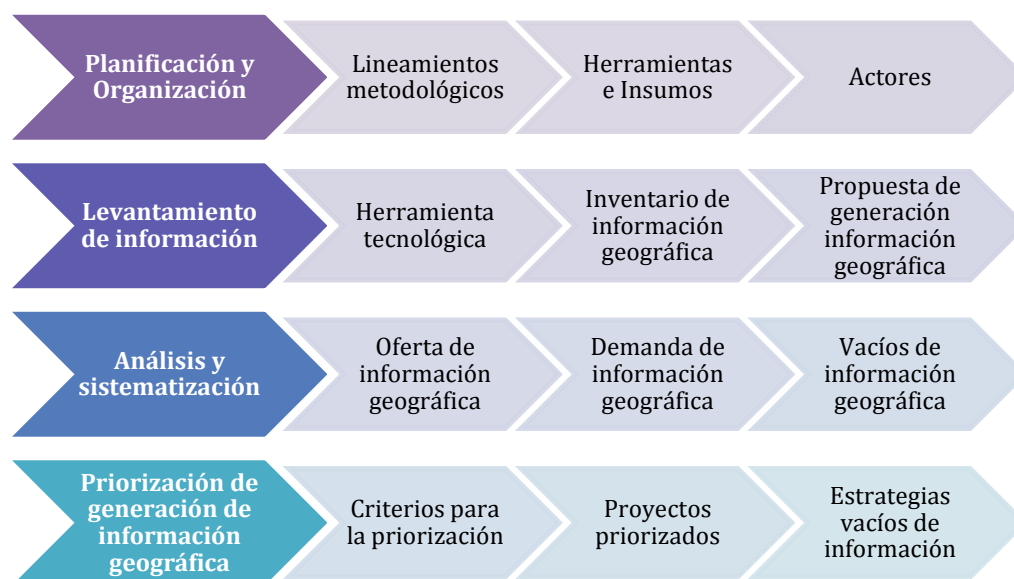 Planificación y
Organización
Lineamientos
metodológicos
Herramientas
e Insumos
Actores
Levantamiento
de información
Herramienta
tecnológica
Inventario de
información
geográfica
Propuesta de
generación
información
geográfica
Análisis y
sistematización
Oferta de
información
geográfica
Demanda de
información
geográfica
Vacíos de
información
geográfica
Priorización de
generación de
información
geográfica
Criterios para
la priorización
Proyectos
priorizados
Estrategias
vacíos de
información